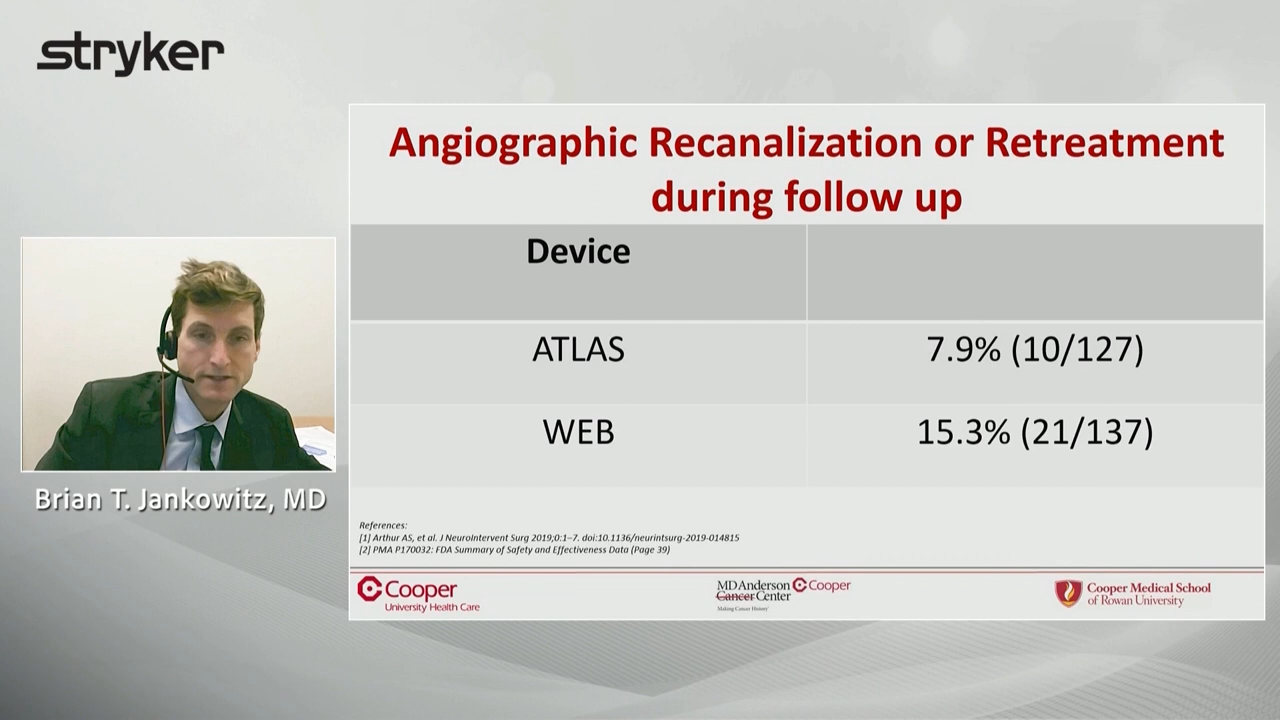 stryker
Angiographic Recanalization or Retreatment
during follow up
Device
ATLAS 7.9% (10/127)
WEB 15.3% (21/137)
Brian T. Jankowitz, MD
References:
[1] Arthur AS, et al. J NeuroIntervent Surg 2019;0:1–7. doi:10.1136/neurintsurg-2019-014815
[2] PMA P170032: FDA Summary of Safety and Effectiveness Data (Page 39)
Cooper
University Health Care
MD Anderson Cooper
Cancer Center
Making Cancer History®
Cooper Medical School
of Rowan University